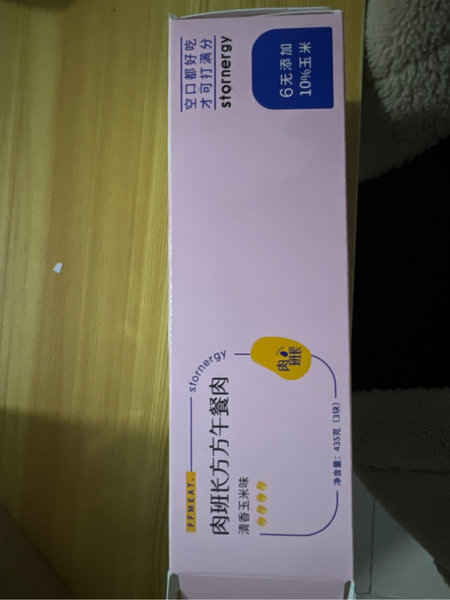 空口都好吃
才可打满分
stornergy
6无添加
10%玉米
stornergy
肉
班长
FFMEAT.
肉班长方方午餐肉
清香玉米味
净含量：435克（3块）